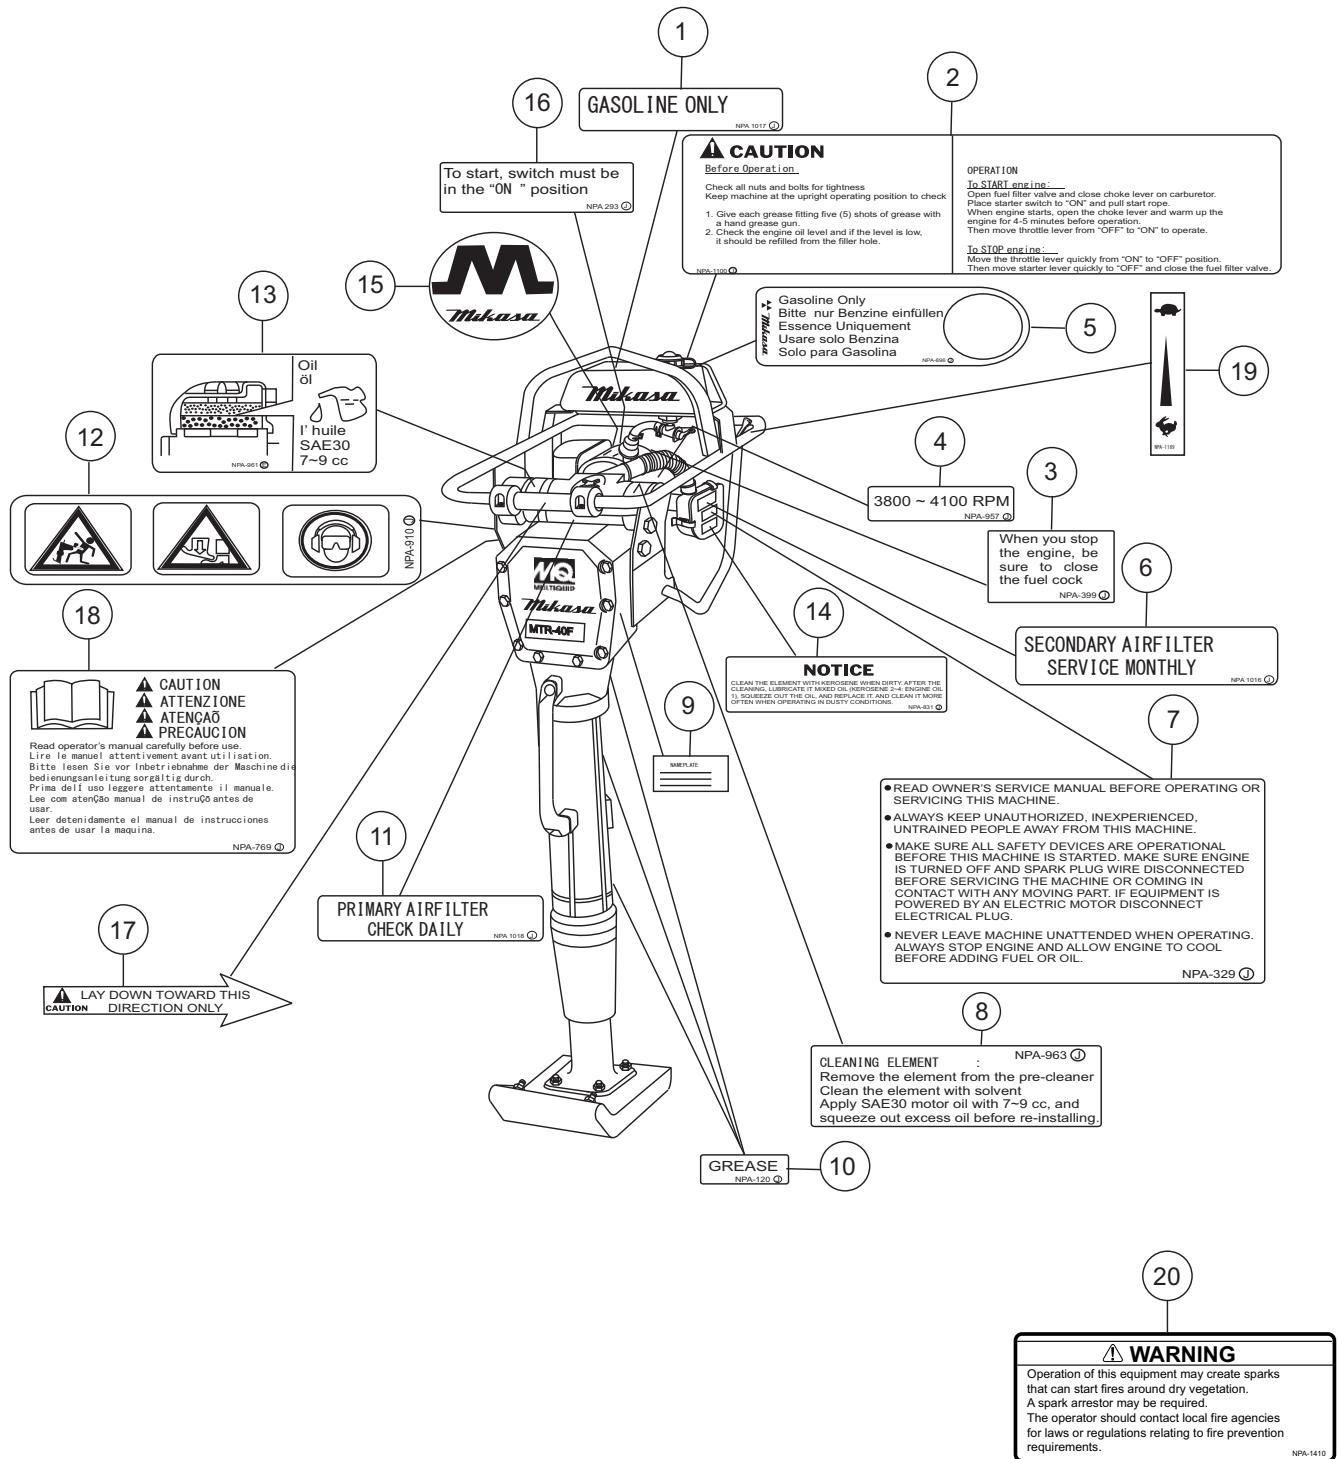 1
GASOLINE ONLY
NPA 1017 J
16
To start, switch must be
in the “ON ” position
NPA 293 J
2
CAUTION
Before Operation
Check all nuts and bolts for tightness
Keep machine at the upright operating position to check
1. Give each grease fitting five (5) shots of grease with
a hand grease gun.
2. Check the engine oil level and if the level is low,
it should be refilled from the filler hole.
NPA-1100 J
OPERATION
To START engine:
Open fuel filter valve and close choke lever on carburetor.
Place starter switch to “ON” and pull start rope.
When engine starts, open the choke lever and warm up the
engine for 4-5 minutes before operation.
Then move throttle lever from “OFF” to “ON” to operate.
To STOP engine:
Move the throttle lever quickly from “ON” to “OFF” position.
Then move starter lever quickly to “OFF” and close the fuel filter valve.
15
Mikasa
13
Oil
öl
l’ huile
SAE30
7~9 cc
NPA-961
Mikasa
Gasoline Only
Bitte nur Benzine einfüllen
Essence Uniquement
Usare solo Benzina
Solo para Gasolina
NPA-696 J
5
19
NPA-1189
Mikasa
12
NPA-910 J
4
3800 ~ 4100 RPM
NPA-957 J
3
When you stop
the engine, be
sure to close
the fuel cock
NPA-399 J
6
SECONDARY AIRFILTER
SERVICE MONTHLY
NPA 1016 J
MQ
MULTIQUIP
Mikasa
MTR-40F
18
CAUTION
ATTENZIONE
ATENÇAÕ
PRECAUCION
Read operator’s manual carefully before use.
Lire le manuel attentivement avant utilisation.
Bitte lesen Sie vor Inbetriebnahme der Maschine die
bedienungsanleitung sorgältig durch.
Prima delĺ uso leggere attentamente il manuale.
Lee com atenÇão manual de instruÇõ antes de
usar.
Leer detenidamente el manual de instrucciones
antes de usar la maquina.
NPA-769 J
14
NOTICE
CLEAN THE ELEMENT WITH KEROSENE WHEN DIRTY. AFTER THE
CLEANING, LUBRICATE IT MIXED OIL (KEROSENE 2~4: ENGINE OIL
1), SQUEEZE OUT THE OIL, AND REPLACE IT. AND CLEAN IT MORE
OFTEN WHEN OPERATING IN DUSTY CONDITIONS.
NPA-831 J
9
NAMEPLATE
7
READ OWNER’S SERVICE MANUAL BEFORE OPERATING OR
SERVICING THIS MACHINE.
ALWAYS KEEP UNAUTHORIZED, INEXPERIENCED,
UNTRAINED PEOPLE AWAY FROM THIS MACHINE.
MAKE SURE ALL SAFETY DEVICES ARE OPERATIONAL
BEFORE THIS MACHINE IS STARTED. MAKE SURE ENGINE
IS TURNED OFF AND SPARK PLUG WIRE DISCONNECTED
BEFORE SERVICING THE MACHINE OR COMING IN
CONTACT WITH ANY MOVING PART. IF EQUIPMENT IS
POWERED BY AN ELECTRIC MOTOR DISCONNECT
ELECTRICAL PLUG.
NEVER LEAVE MACHINE UNATTENDED WHEN OPERATING.
ALWAYS STOP ENGINE AND ALLOW ENGINE TO COOL
BEFORE ADDING FUEL OR OIL.
NPA-329 J
11
PRIMARY AIRFILTER
CHECK DAILY
NPA 1018 J
17
CAUTION
LAY DOWN TOWARD THIS
DIRECTION ONLY
8
NPA-963 J
CLEANING ELEMENT :
Remove the element from the pre-cleaner
Clean the element with solvent
Apply SAE30 motor oil with 7~9 cc, and
squeeze out excess oil before re-installing.
GREASE
NPA-120 J
10
20
WARNING
Operation of this equipment may create sparks
that can start fires around dry vegetation.
A spark arrestor may be required.
The operator should contact local fire agencies
for laws or regulations relating to fire prevention
requirements.
NPA-1410